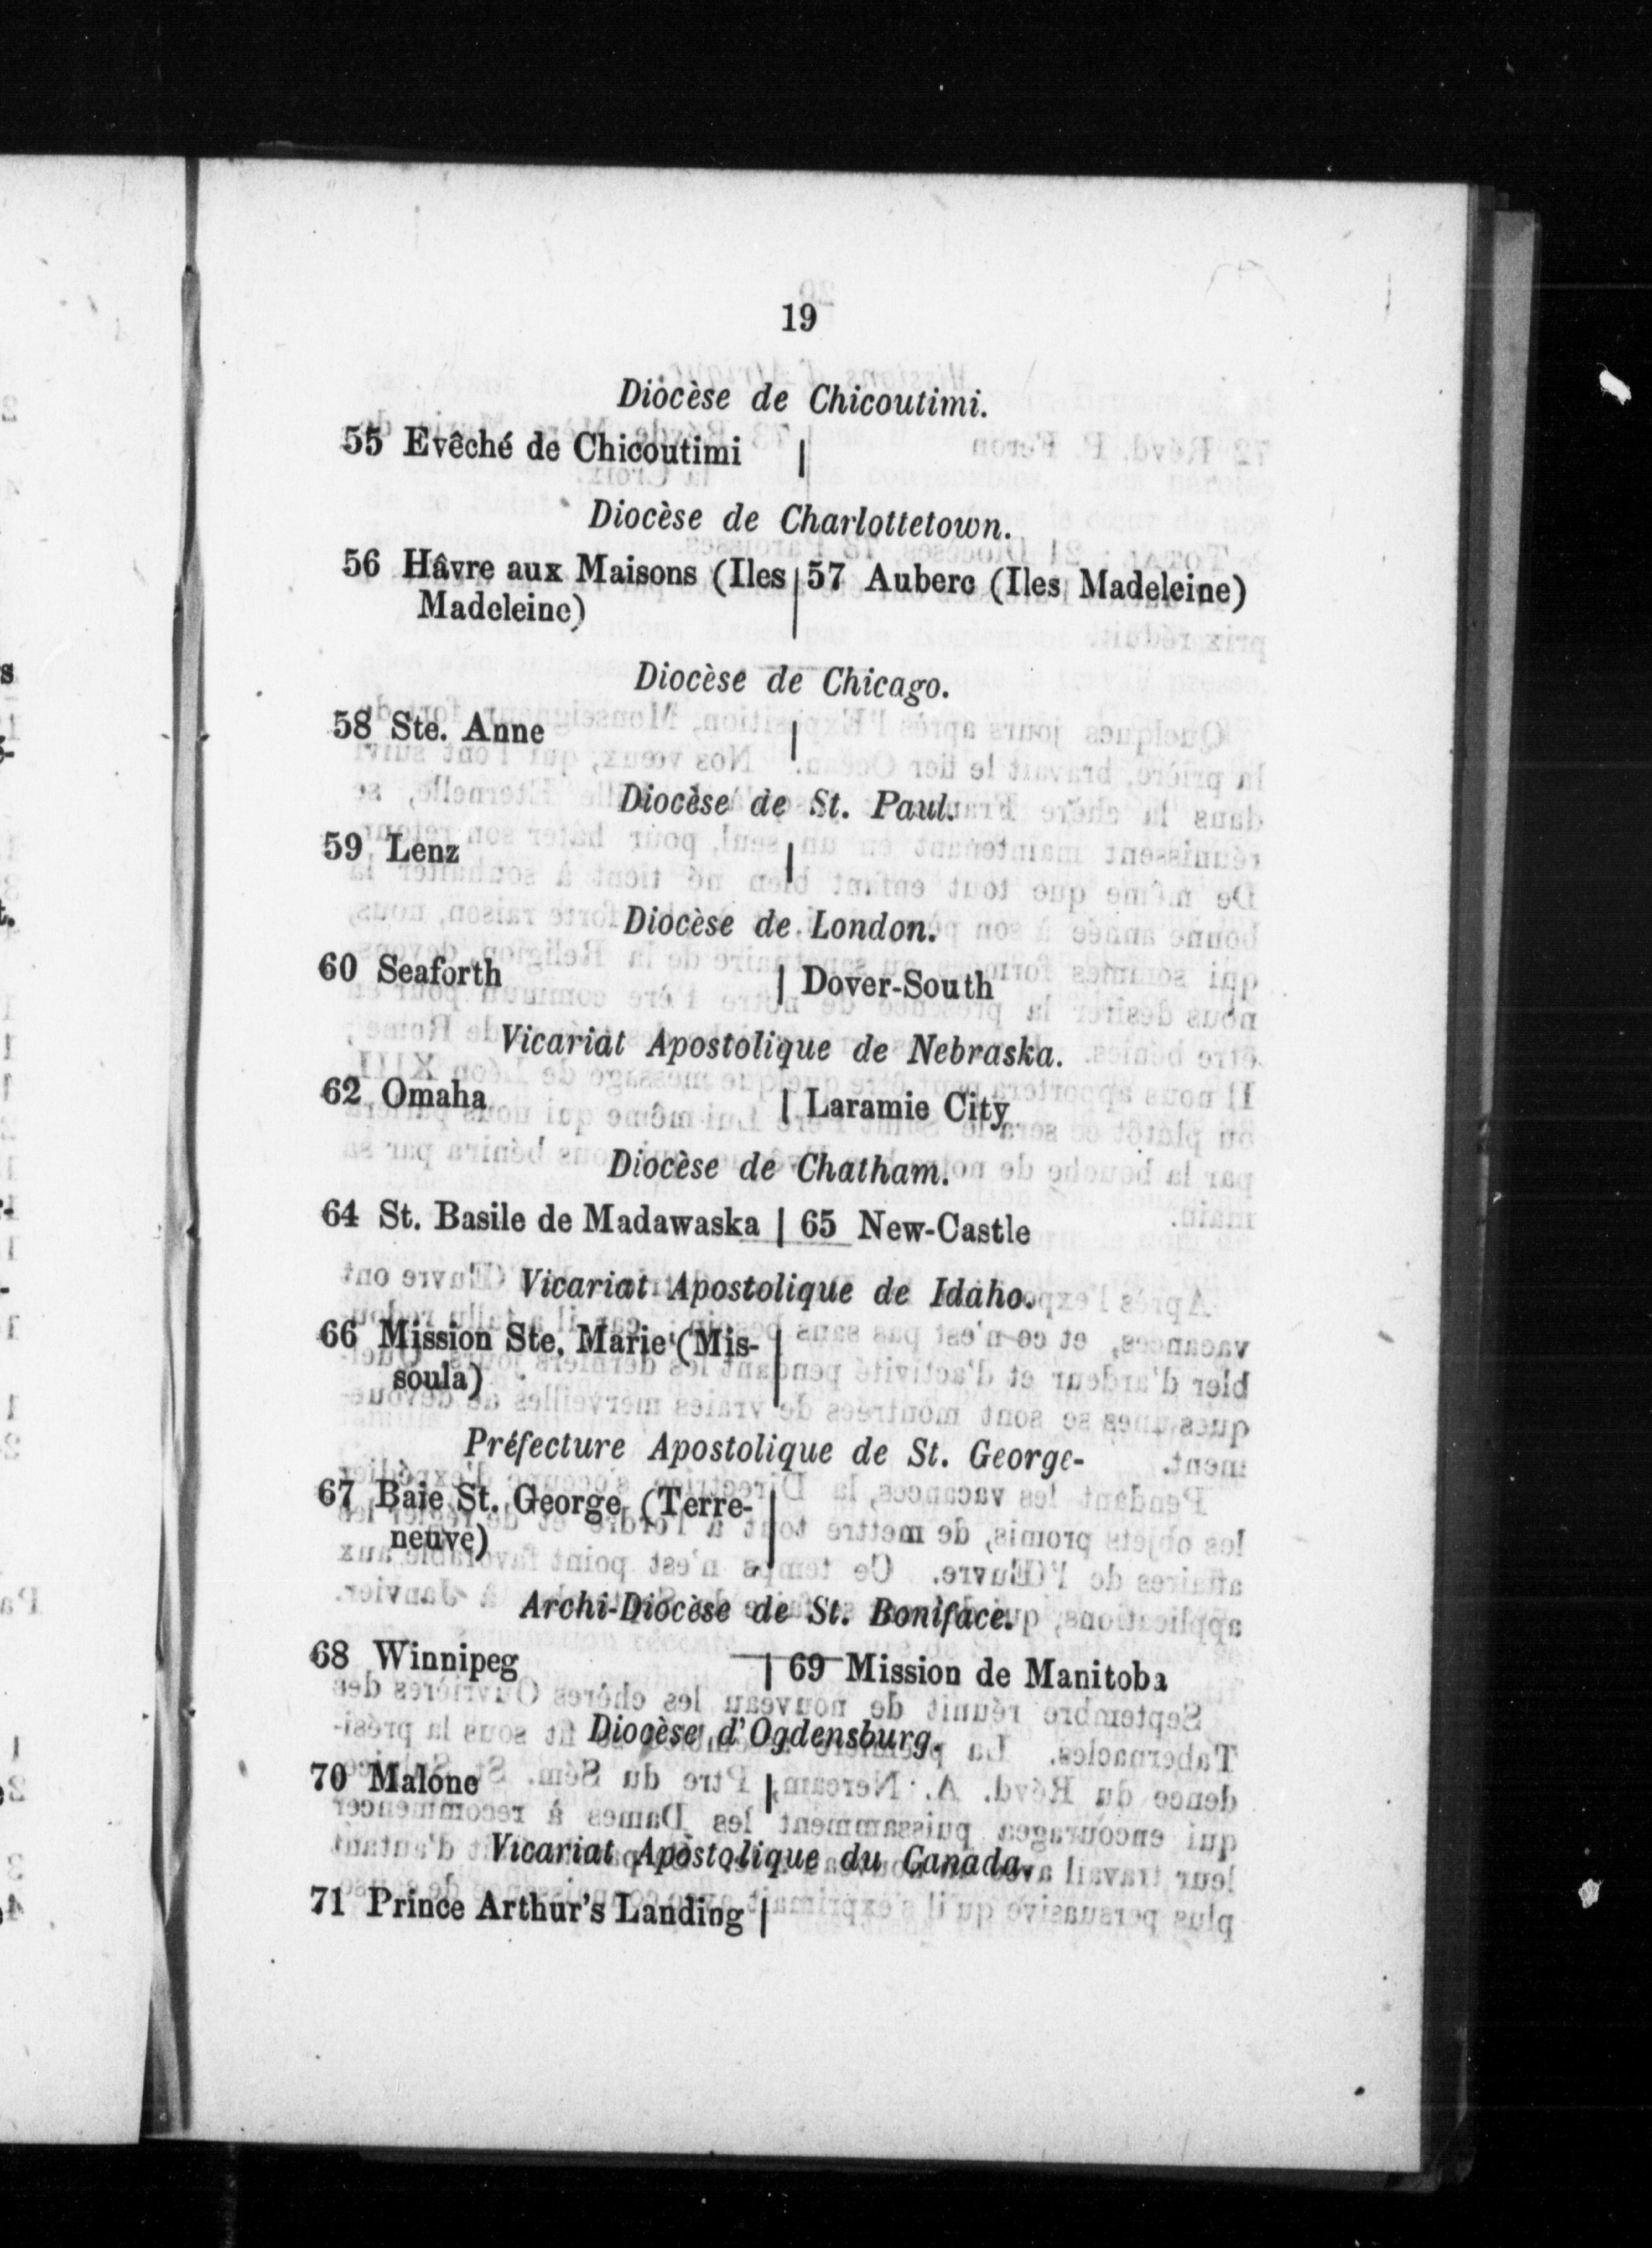 19
Diocèse de Chicoutimi.
55 Evêché de Chicoutimi |
Diocèse de Charlottetown.
56 Hâvre aux Maisons (Iles | 57 Auberc (Iles Madeleine)
Madeleine)
Diocèse de Chicago.
58 Ste. Anne |
Diocèse de St. Paul.
59 Lenz |
Diocèse de London.
60 Seaforth | Dover-South
Vicariat Apostolique de Nebraska.
62 Omaha | Laramie City
Diocèse de Chatham.
64 St. Basile de Madawaska | 65 New-Castle
Vicariat Apostolique de Idaho.
66 Mission Ste. Marie (Mis- |
soula)
Préfecture Apostolique de St. George-
67 Baie St. George (Terre- |
neuve)
Archi-Diocèse de St. Boniface.
68 Winnipeg | 69 Mission de Manitoba
Diocèse d'Ogdensburg.
70 Malone |
Vicariat Apostolique du Canada.
71 Prince Arthur's Landing |